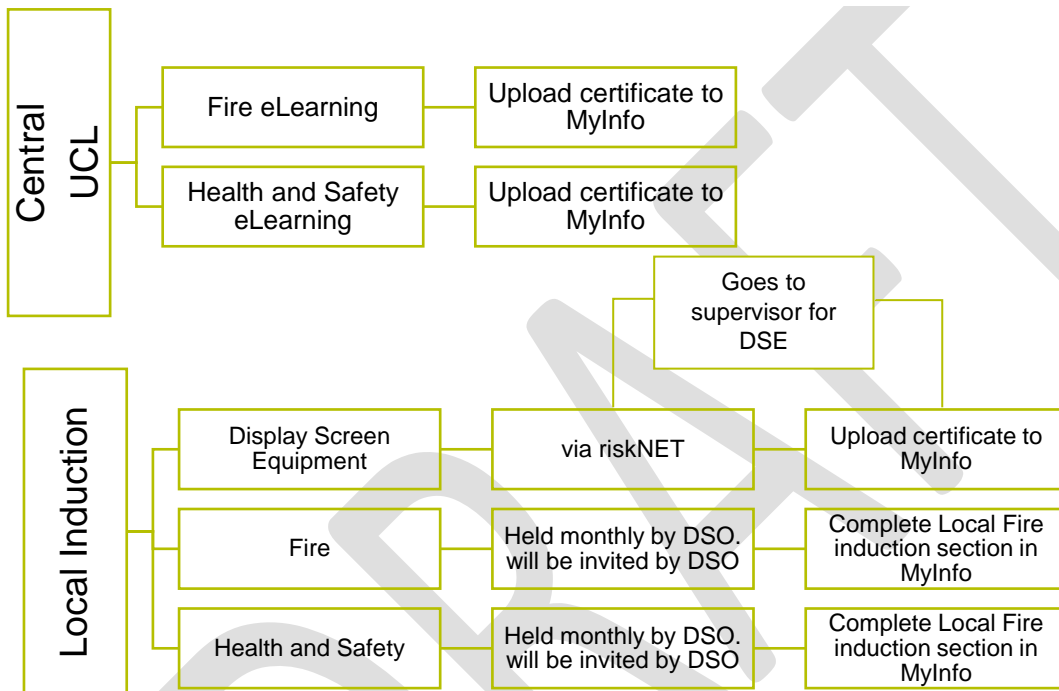 Central
UCL
Fire eLearning
Upload certificate to
MyInfo
Health and Safety
eLearning
Upload certificate to
MyInfo
Goes to
supervisor for
DSE
Local Induction
Display Screen
Equipment
via riskNET
Upload certificate to
MyInfo
Fire
Held monthly by DSO.
will be invited by DSO
Complete Local Fire
induction section in
MyInfo
Health and Safety
Held monthly by DSO.
will be invited by DSO
Complete Local Fire
induction section in
MyInfo
DRAFT